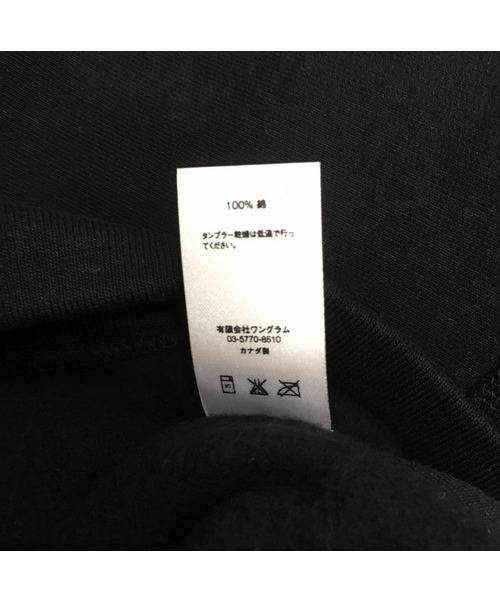 100% 綿
タンブラー乾燥は低温で行っ
てください。
有限会社ワングラム
03-5770-8510
カナダ製